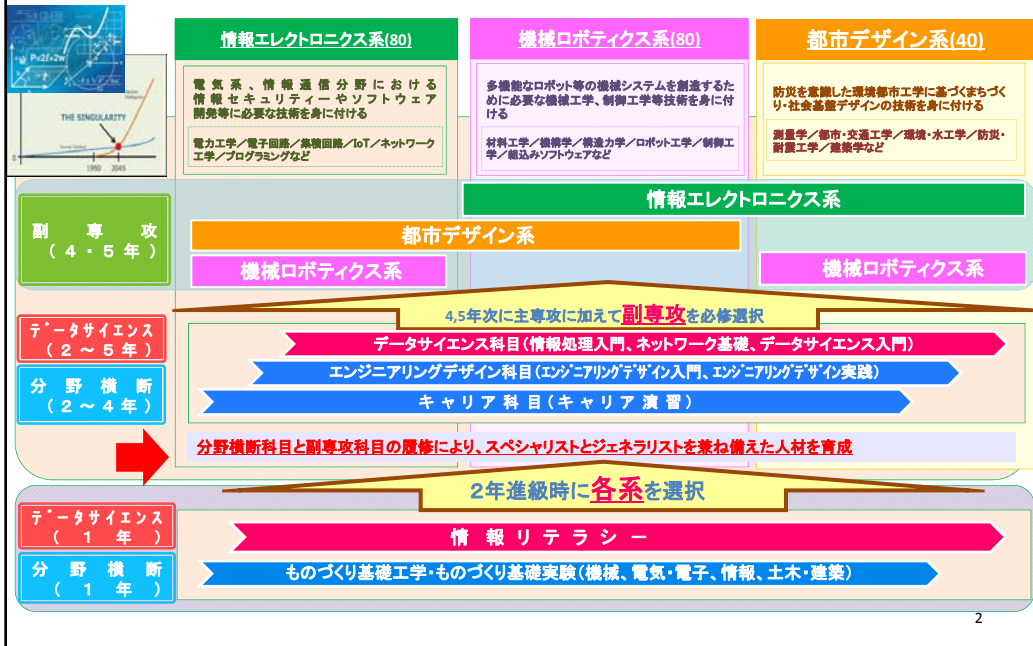 P=2ℓ+2w
THE SINGULARITY
0
1950 2045
情報エレクトロニクス系(80)
電気系、情報通信分野における
情報セキュリティーやソフトウェア
開発等に必要な技術を身に付ける
電力工学/電子回路/集積回路/IoT/ネットワーク
工学/プログラミングなど
機械ロボティクス系(80)
多機能なロボット等の機械システムを創造するた
めに必要な機械工学、制御工学等技術を身に付
ける
材料工学/機構学/構造力学/ロボット工学/制御工
学/組込みソフトウェアなど
都市デザイン系(40)
防災を意識した環境都市工学に基づくまちづく
り・社会基盤デザインの技術を身に付ける
測量学/都市・交通工学/環境・水工学/防災・
耐震工学/建築学など
副専攻
(4・5年)
情報エレクトロニクス系
都市デザイン系
機械ロボティクス系
機械ロボティクス系
4,5年次に主専攻に加えて副専攻を必修選択
データサイエンス
(2~5年)
データサイエンス科目(情報処理入門、ネットワーク基礎、データサイエンス入門)
分野横断
(2~4年)
エンジニアリングデザイン科目(エンジニアリングデザイン入門、エンジニアリングデザイン実践)
キャリア科目(キャリア演習)
分野横断科目と副専攻科目の履修により、スペシャリストとジェネラリストを兼ね備えた人材を育成
2年進級時に各系を選択
データサイエンス
(1年)
情報リテラシー
分野横断
(1年)
ものづくり基礎工学・ものづくり基礎実験(機械、電気・電子、情報、土木・建築)
2